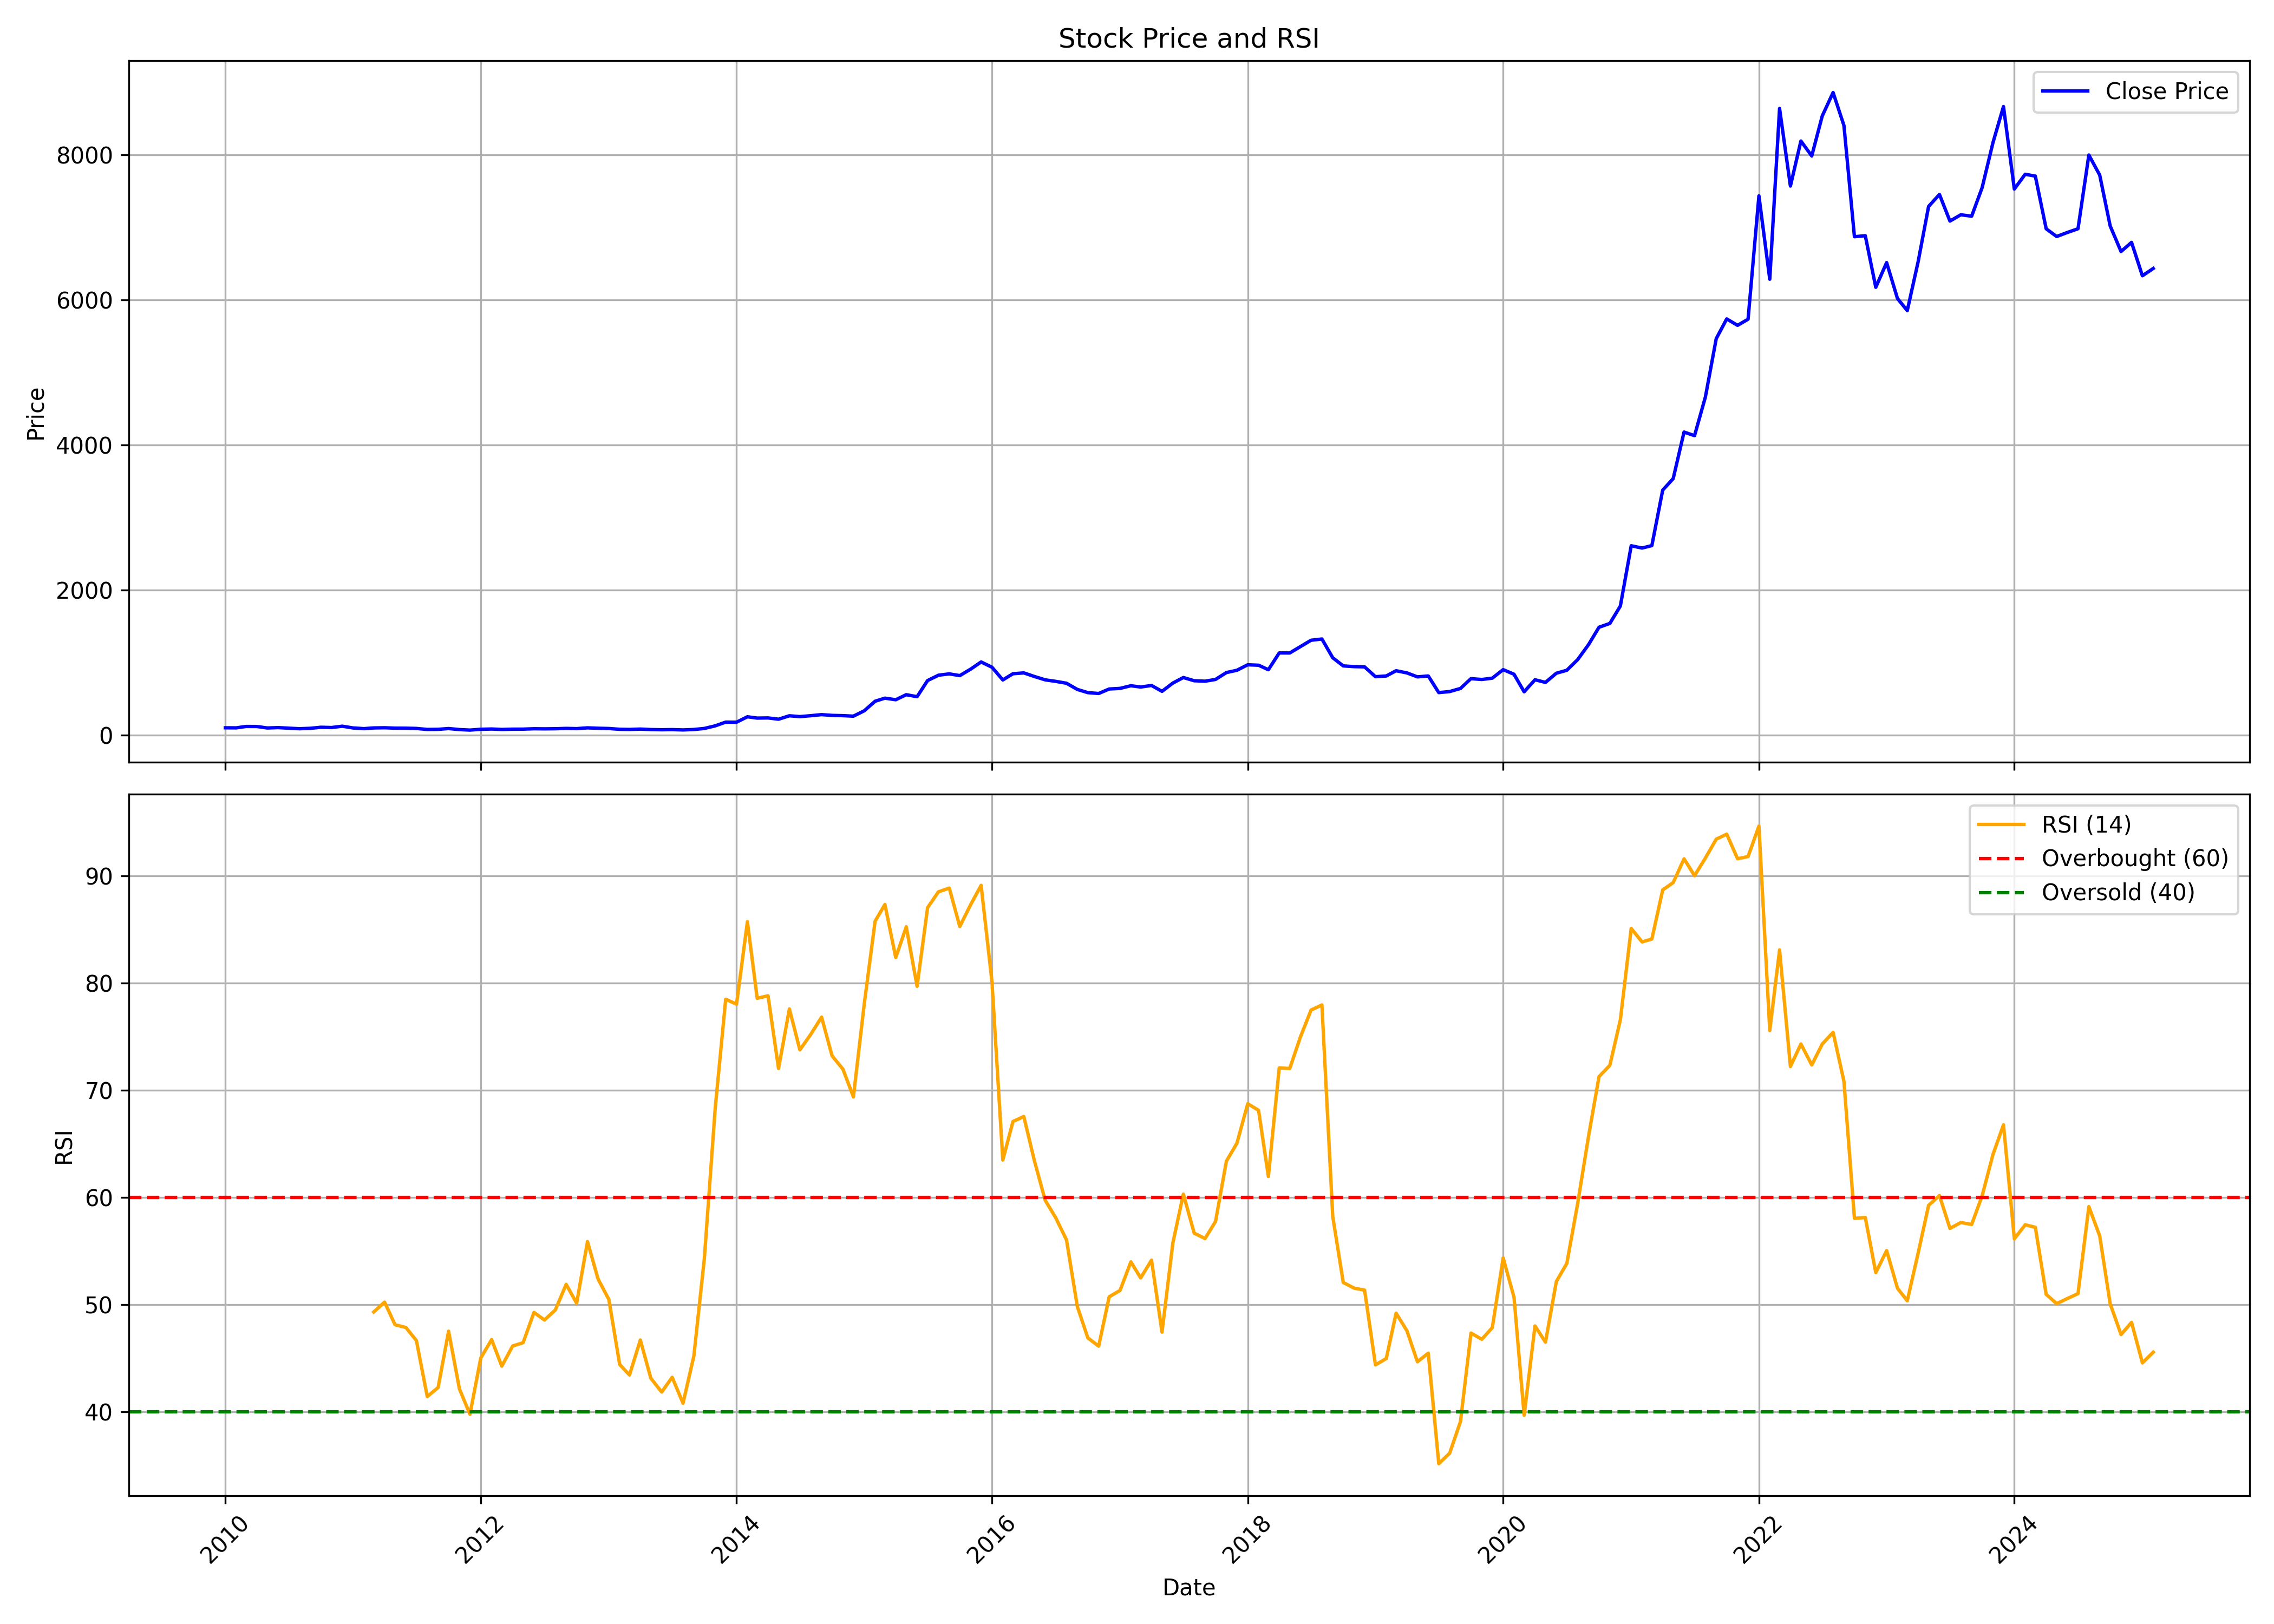 Stock Price and RSI
Close Price
8000
6000
4000
2000
0
Price
RSI (14)
Overbought (60)
Oversold (40)
90
80
70
60
50
40
RSI
2010
2012
2014
2016
2018
2020
2022
2024
Date